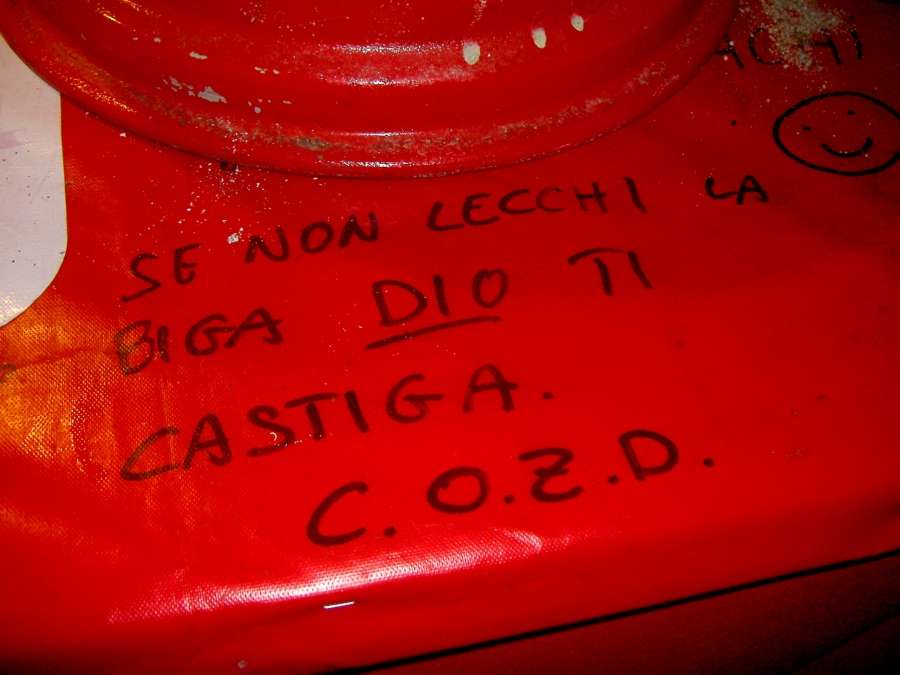 SE NON LECCHI LA
BIGA DIO TI
CASTIGA.
C.O.Z.D.